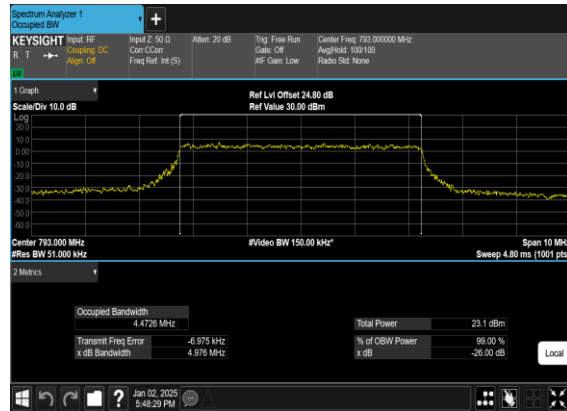 Spectrum Analyzer 1
Occupied BW
+
KEYSIGHT
R T
LV
Input: RF
Coupling: DC
Align: Off
Input Z: 50 Ω
Corr CCorr
Freq Ref: Int (S)
Atten: 20 dB
Trig: Free Run
Gate: Off
#IF Gain: Low
Center Freq: 793.000000 MHz
Avg|Hold: 100/100
Radio Std: None
1 Graph
Scale/Div 10.0 dB
Ref Lvl Offset 24.80 dB
Ref Value 30.00 dBm
Log
20.0
10.0
0.00
-10.0
-20.0
-30.0
-40.0
-50.0
-60.0
Center 793.000 MHz
#Res BW 51.000 kHz
#Video BW 150.00 kHz*
Span 10 MHz
Sweep 4.80 ms (1001 pts)
2 Metrics
Occupied Bandwidth
4.4726 MHz
Transmit Freq Error -6.975 kHz
x dB Bandwidth 4.976 MHz
Total Power 23.1 dBm
% of OBW Power 99.00 %
x dB -26.00 dB
Local
?
Jan 02, 2025
5:48:29 PM